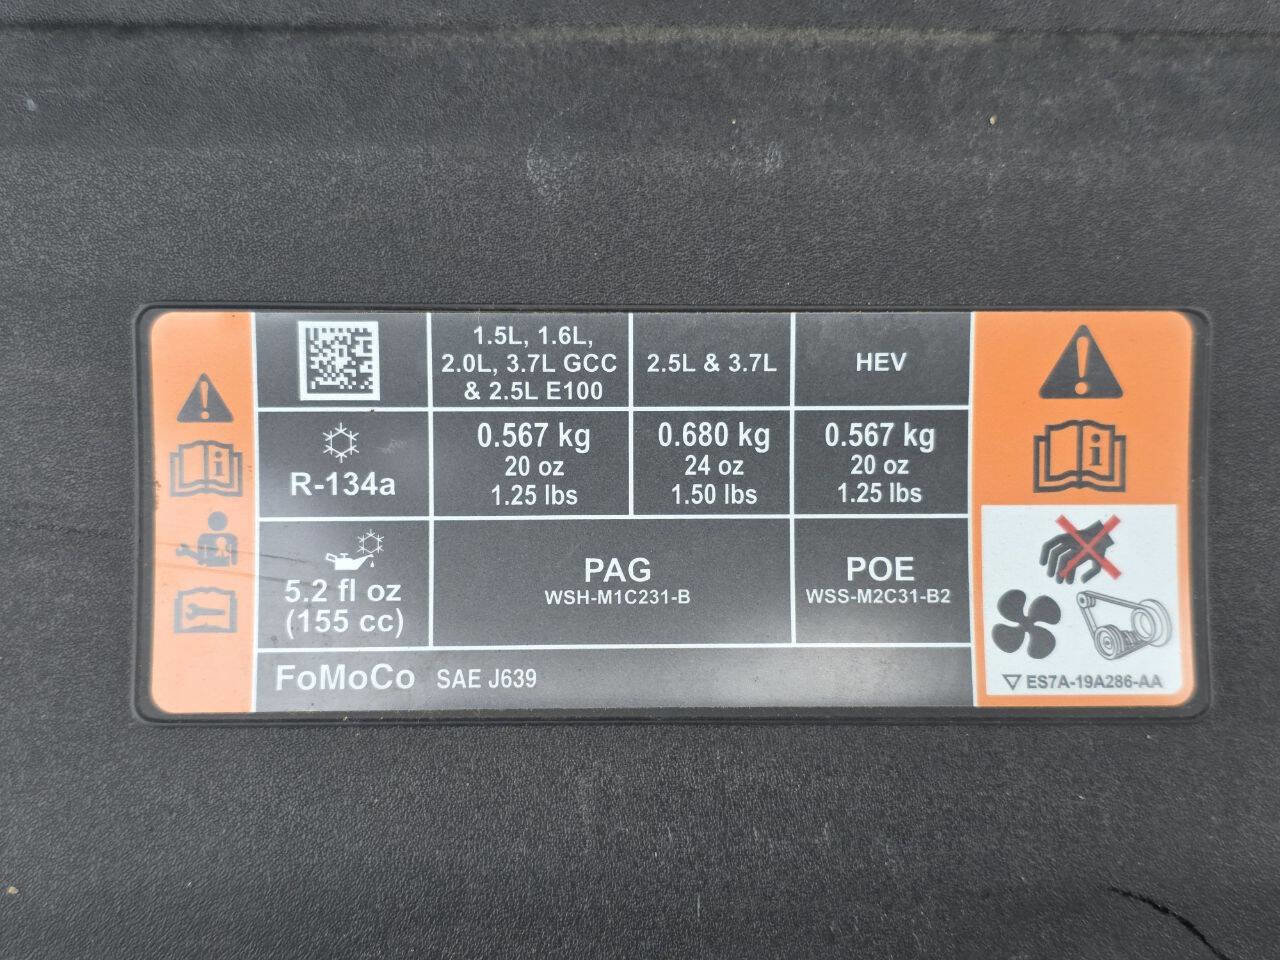 1.5L, 1.6L,
2.0L, 3.7L GCC
& 2.5L E100
2.5L & 3.7L
HEV
R-134a
0.567 kg
20 oz
1.25 lbs
0.680 kg
24 oz
1.50 lbs
0.567 kg
20 oz
1.25 lbs
5.2 fl oz
(155 cc)
PAG
WSH-M1C231-B
POE
WSS-M2C31-B2
FoMoCo SAE J639
ES7A-19A286-AA